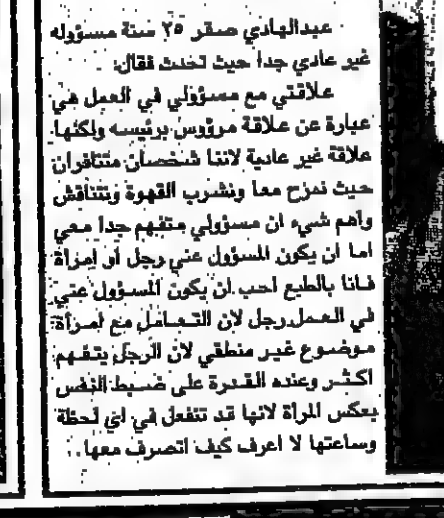 عبدالهادي صقر ٢٥ سنة مسؤوله
غير عادي جدا حيث تحدث فقال:
علاقتي مع مسؤولي في العمل هي
عبارة عن علاقة مرؤوس برئيسه ولكنها
علاقة غير عادية لاننا شخصان متنافران
حيث نمزح معا ونشرب القهوة ونتناقش
واهم شيء ان مسؤولي متفهم جدا معي
اما ان يكون المسؤول عني رجل أو إمرأة
فانا بالطبع احب ان يكون المسؤول عني
في العمل رجل لان التعامل مع امرأة
موضوع غير منطقي لان الرجل يتفهم
اكثر وعنده القدرة على ضبط النفس
بعكس المرأة لانها قد تنفعل في اي لحظة
وساعتها لا اعرف كيف اتصرف معها..